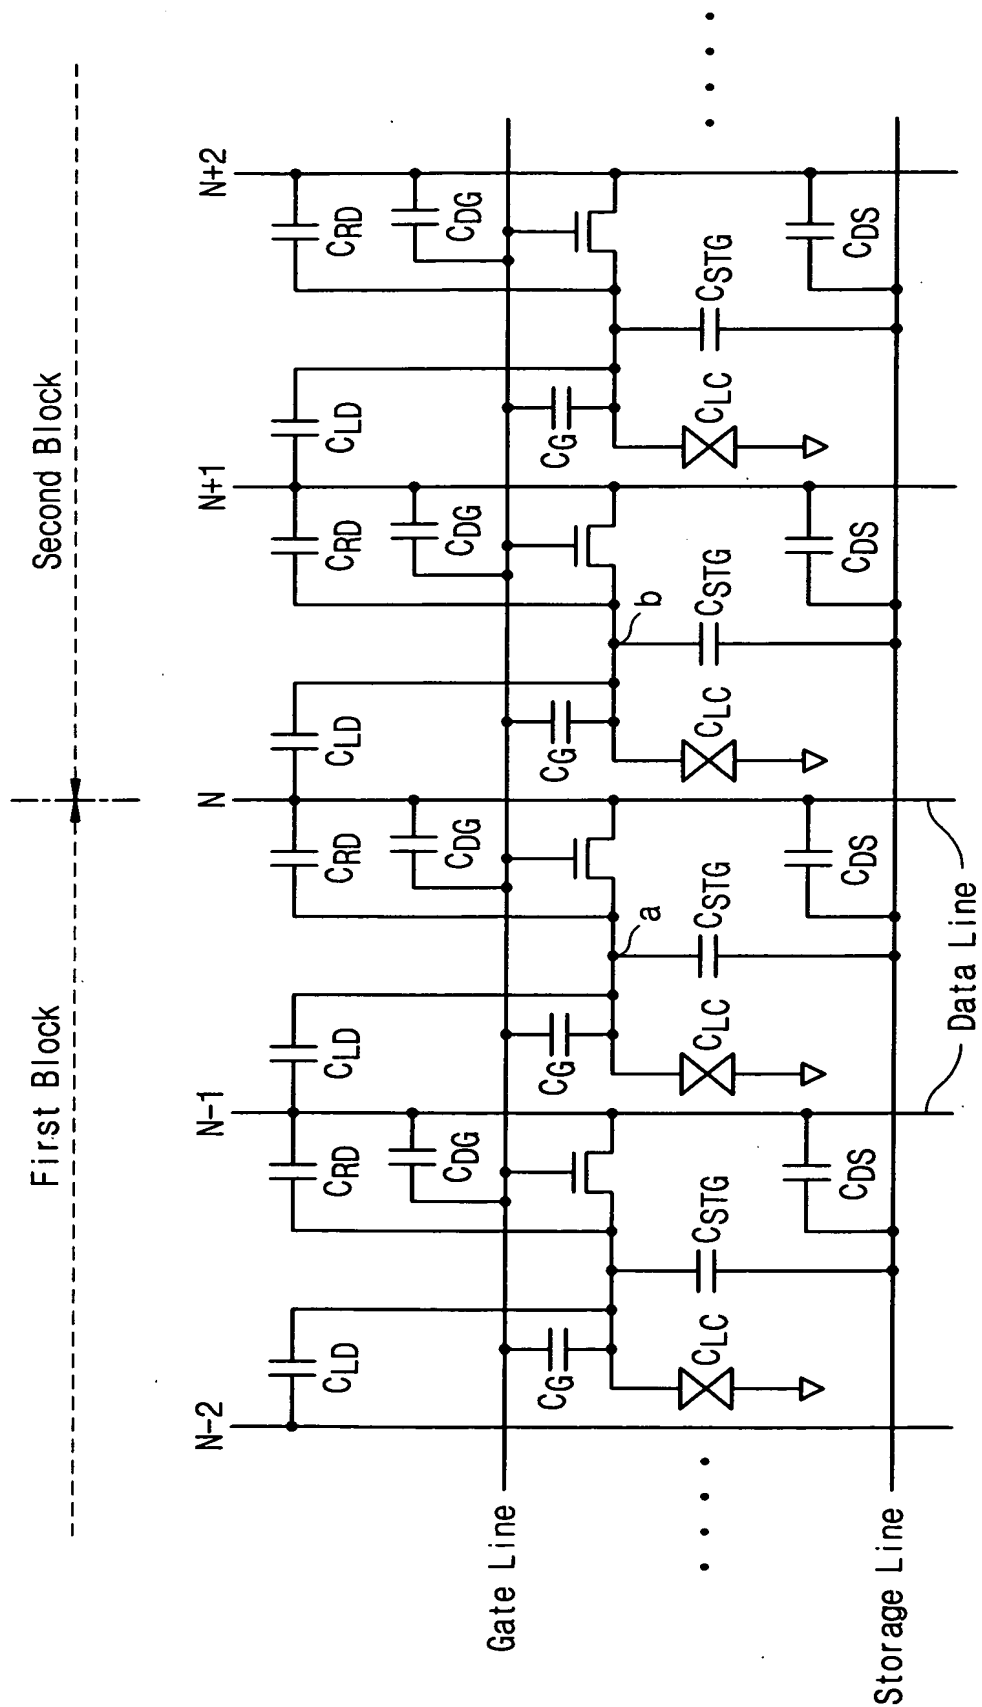 First Block
Second Block
N-2
N-1
N
N+1
N+2
CLD
CRD
CLD
CRD
CLD
CRD
CLD
CRD
CDG
CDG
CDG
CDG
Gate Line
CG
CG
CG
CG
a
b
CLC
CSTG
CLC
CSTG
CLC
CSTG
CLC
CSTG
CDS
CDS
CDS
CDS
Storage Line
Data Line